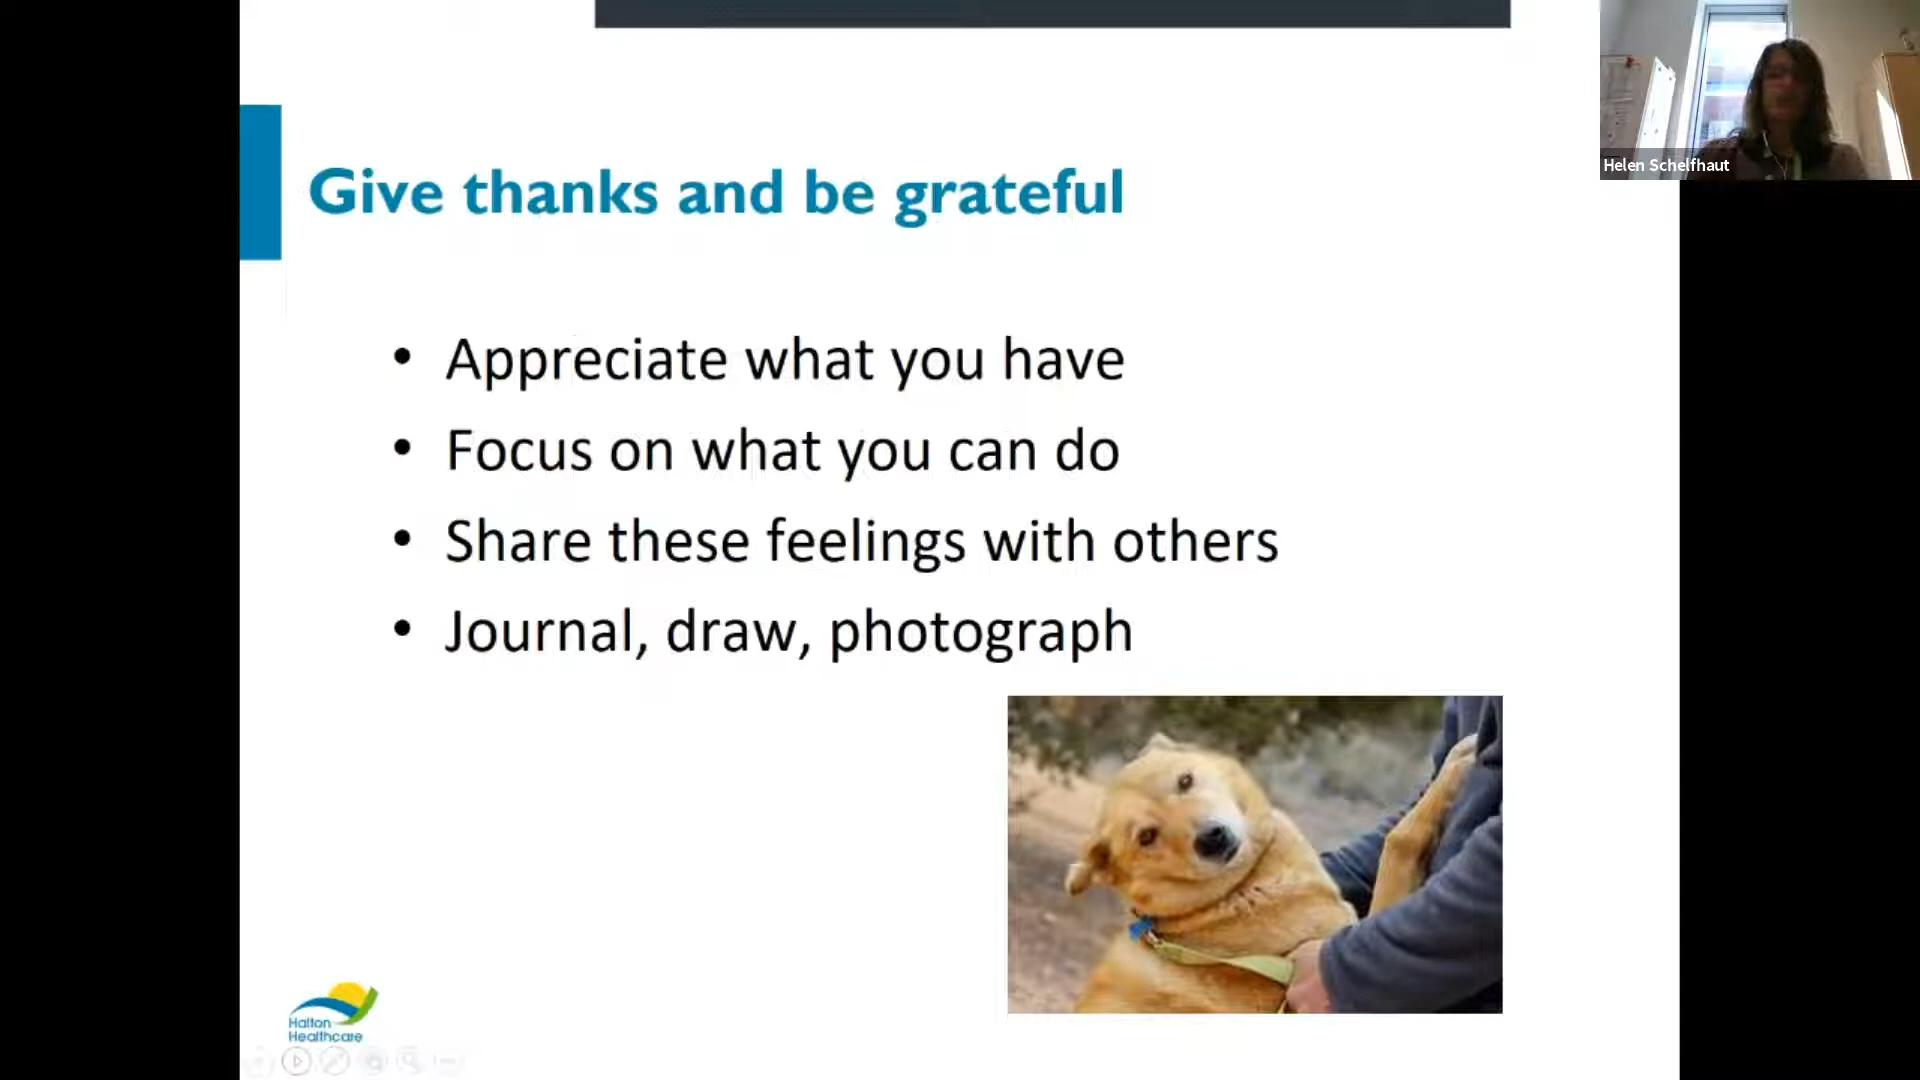 Helen Schelfhaut
Give thanks and be grateful
• Appreciate what you have
• Focus on what you can do
• Share these feelings with others
• Journal, draw, photograph
Halton
Healthcare